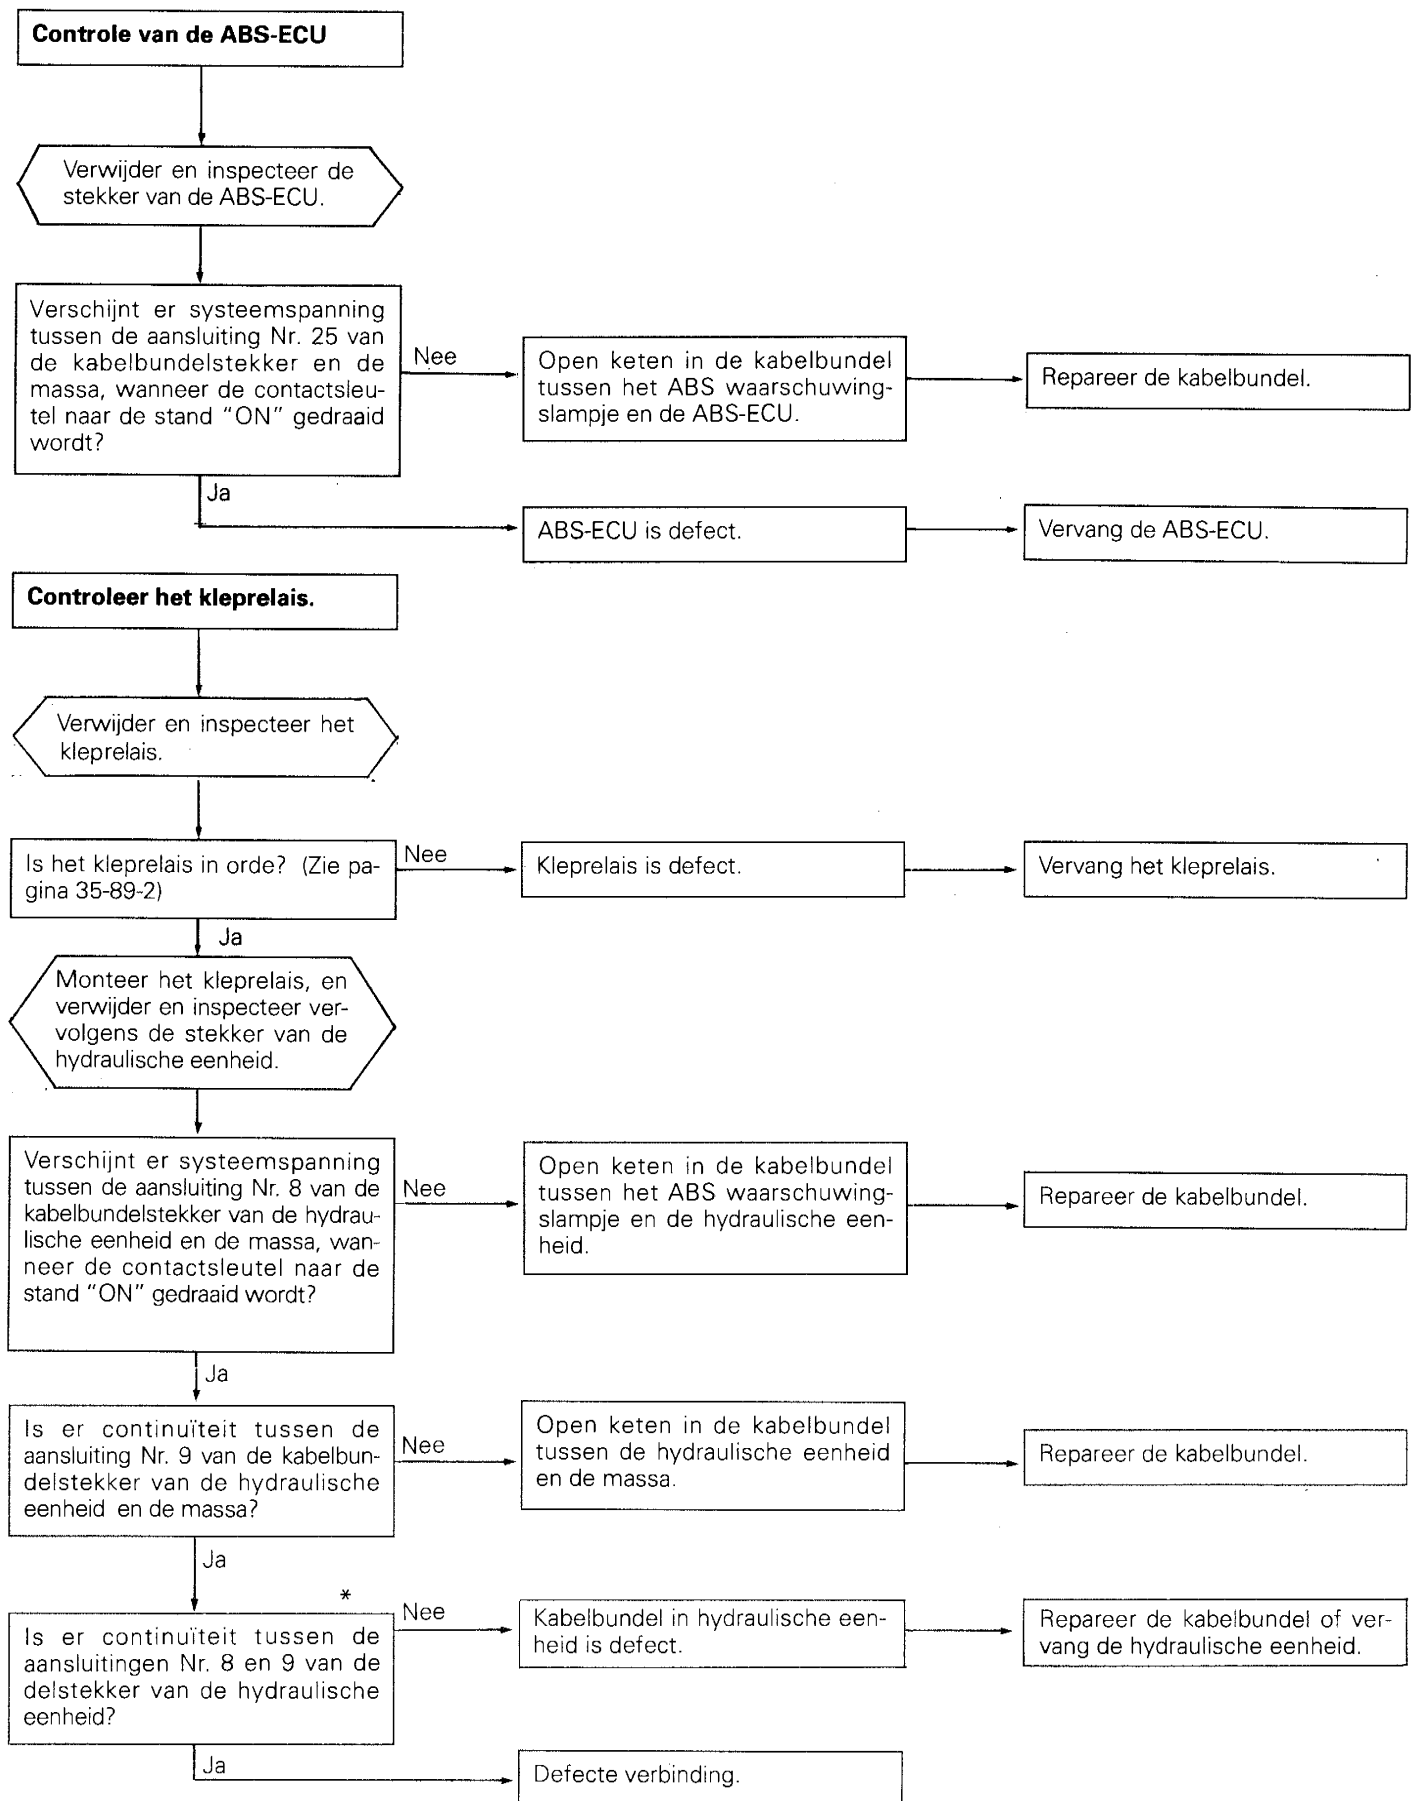 Controle van de ABS-ECU
Verwijder en inspecteer de
stekker van de ABS-ECU.
Verschijnt er systeemspanning
tussen de aansluiting Nr. 25 van
de kabelbundelstekker en de
massa, wanneer de contactsleu-
tel naar de stand "ON" gedraaid
wordt?
Nee
Open keten in de kabelbundel
tussen het ABS waarschuwing-
slampje en de ABS-ECU.
Repareer de kabelbundel.
Ja
ABS-ECU is defect.
Vervang de ABS-ECU.
Controleer het kleprelais.
Verwijder en inspecteer het
kleprelais.
Is het kleprelais in orde? (Zie pa-
gina 35-89-2)
Nee
Kleprelais is defect.
Vervang het kleprelais.
Ja
Monteer het kleprelais, en
verwijder en inspecteer ver-
volgens de stekker van de
hydraulische eenheid.
Verschijnt er systeemspanning
tussen de aansluiting Nr. 8 van de
kabelbundelstekker van de hydrau-
lische eenheid en de massa, wan-
neer de contactsleutel naar de
stand "ON" gedraaid wordt?
Nee
Open keten in de kabelbundel
tussen het ABS waarschuwing-
slampje en de hydraulische een-
heid.
Repareer de kabelbundel.
Ja
Is er continuïteit tussen de
aansluiting Nr. 9 van de kabelbun-
delstekker van de hydraulische
eenheid en de massa?
Nee
Open keten in de kabelbundel
tussen de hydraulische eenheid
en de massa.
Repareer de kabelbundel.
Ja
*
Is er continuïteit tussen de
aansluitingen Nr. 8 en 9 van de
delstekker van de hydraulische
eenheid?
Nee
Kabelbundel in hydraulische een-
heid is defect.
Repareer de kabelbundel of ver-
vang de hydraulische eenheid.
Ja
Defecte verbinding.